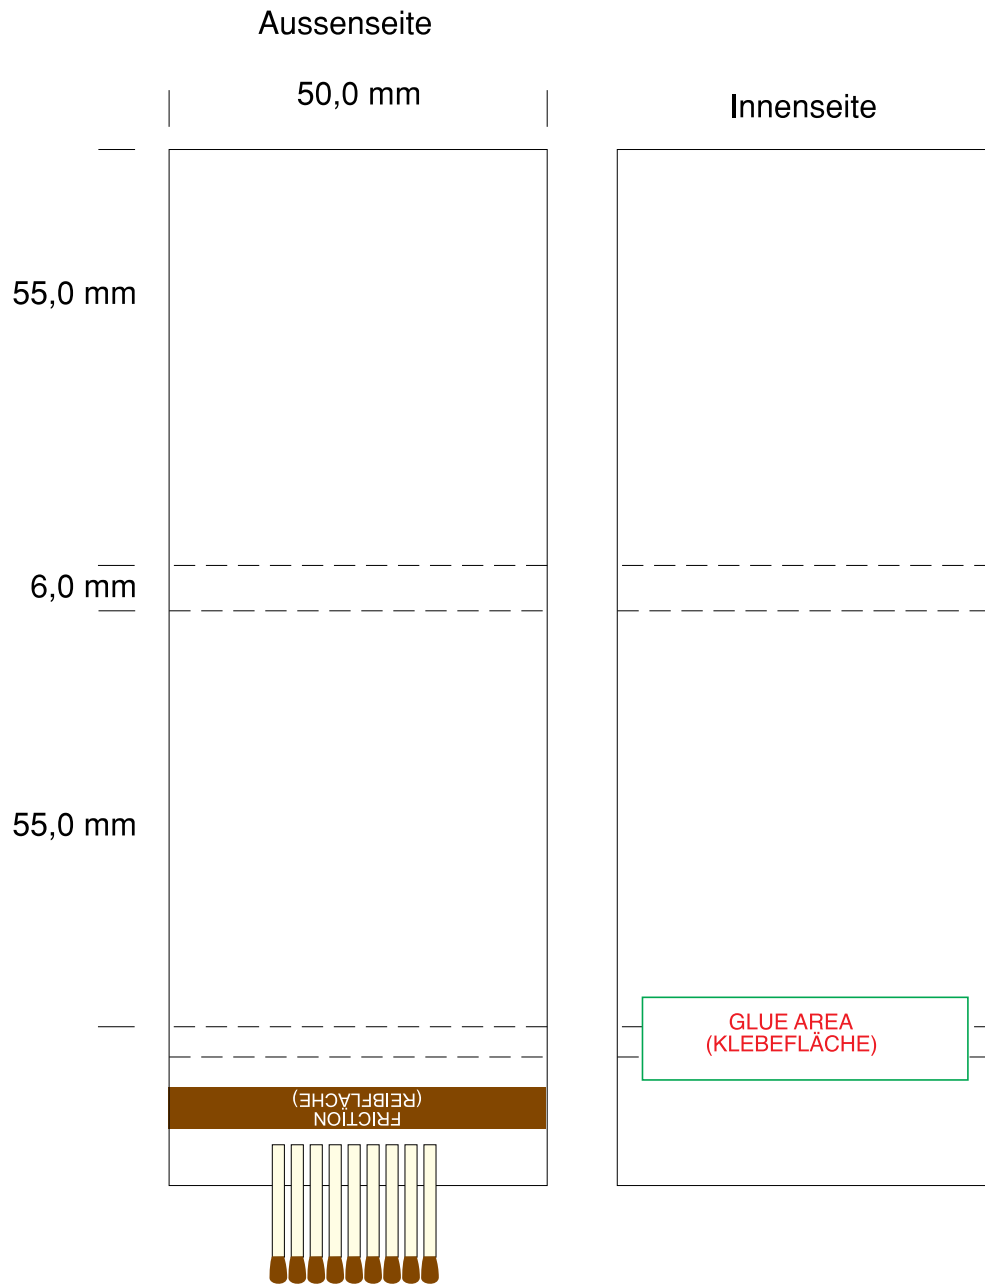 Aussenseite
50,0 mm
Innenseite
55,0 mm
6,0 mm
55,0 mm
GLUE AREA
(KLEBEFLÄCHE)
FRICTION
(REIBFLÄCHE)